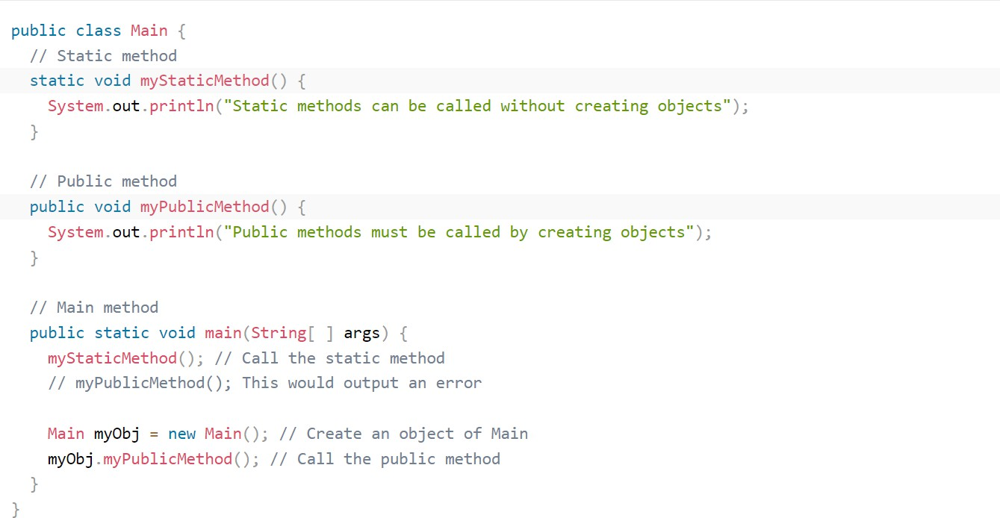 public class Main {
  // Static method
  static void myStaticMethod() {
    System.out.println("Static methods can be called without creating objects");
  }

  // Public method
  public void myPublicMethod() {
    System.out.println("Public methods must be called by creating objects");
  }

  // Main method
  public static void main(String[ ] args) {
    myStaticMethod(); // Call the static method
    // myPublicMethod(); This would output an error

    Main myObj = new Main(); // Create an object of Main
    myObj.myPublicMethod(); // Call the public method
  }
}